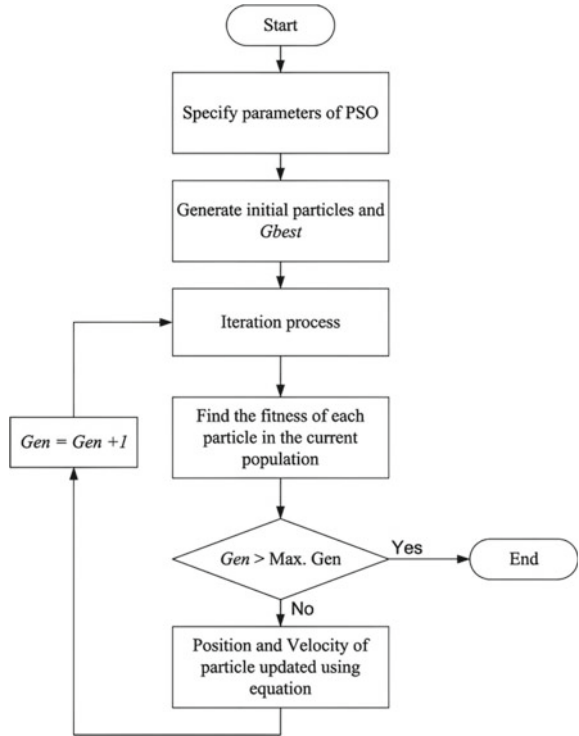 Start
Specify parameters of PSO
Generate initial particles and
Gbest
Iteration process
Find the fitness of each
particle in the current
population
Gen = Gen +1
Gen > Max. Gen
Yes
End
No
Position and Velocity of
particle updated using
equation